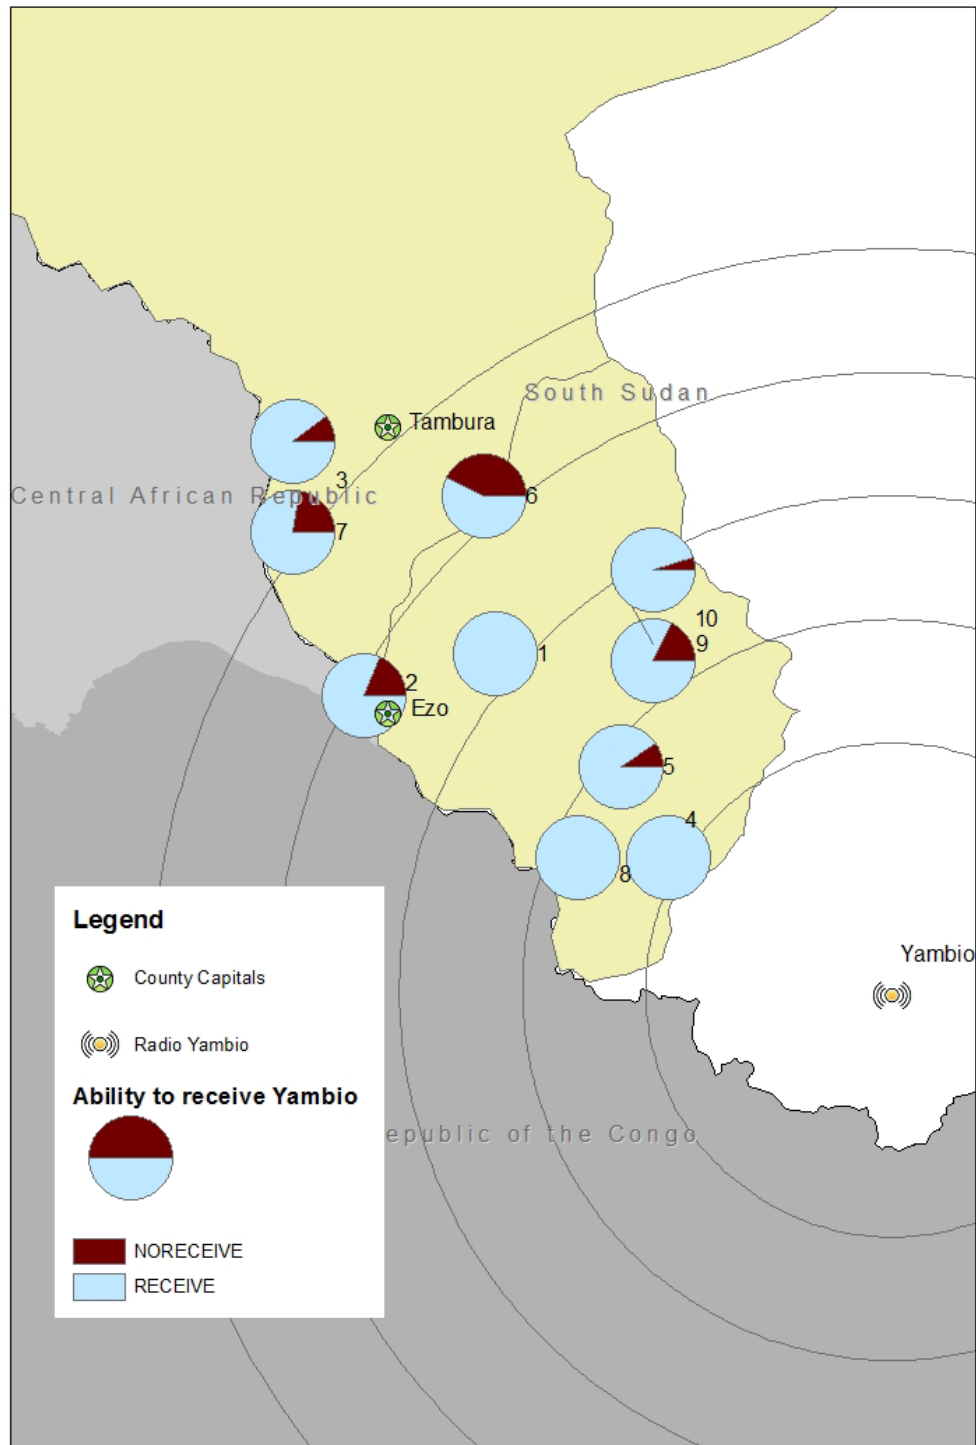 South Sudan
Tambura
3
Central African Republic
6
7
10
9
1
2
Ezo
5
4
8
Legend
County Capitals
Radio Yambio
Ability to receive Yambio
NORECEIVE
RECEIVE
Yambio
epublic of the Congo